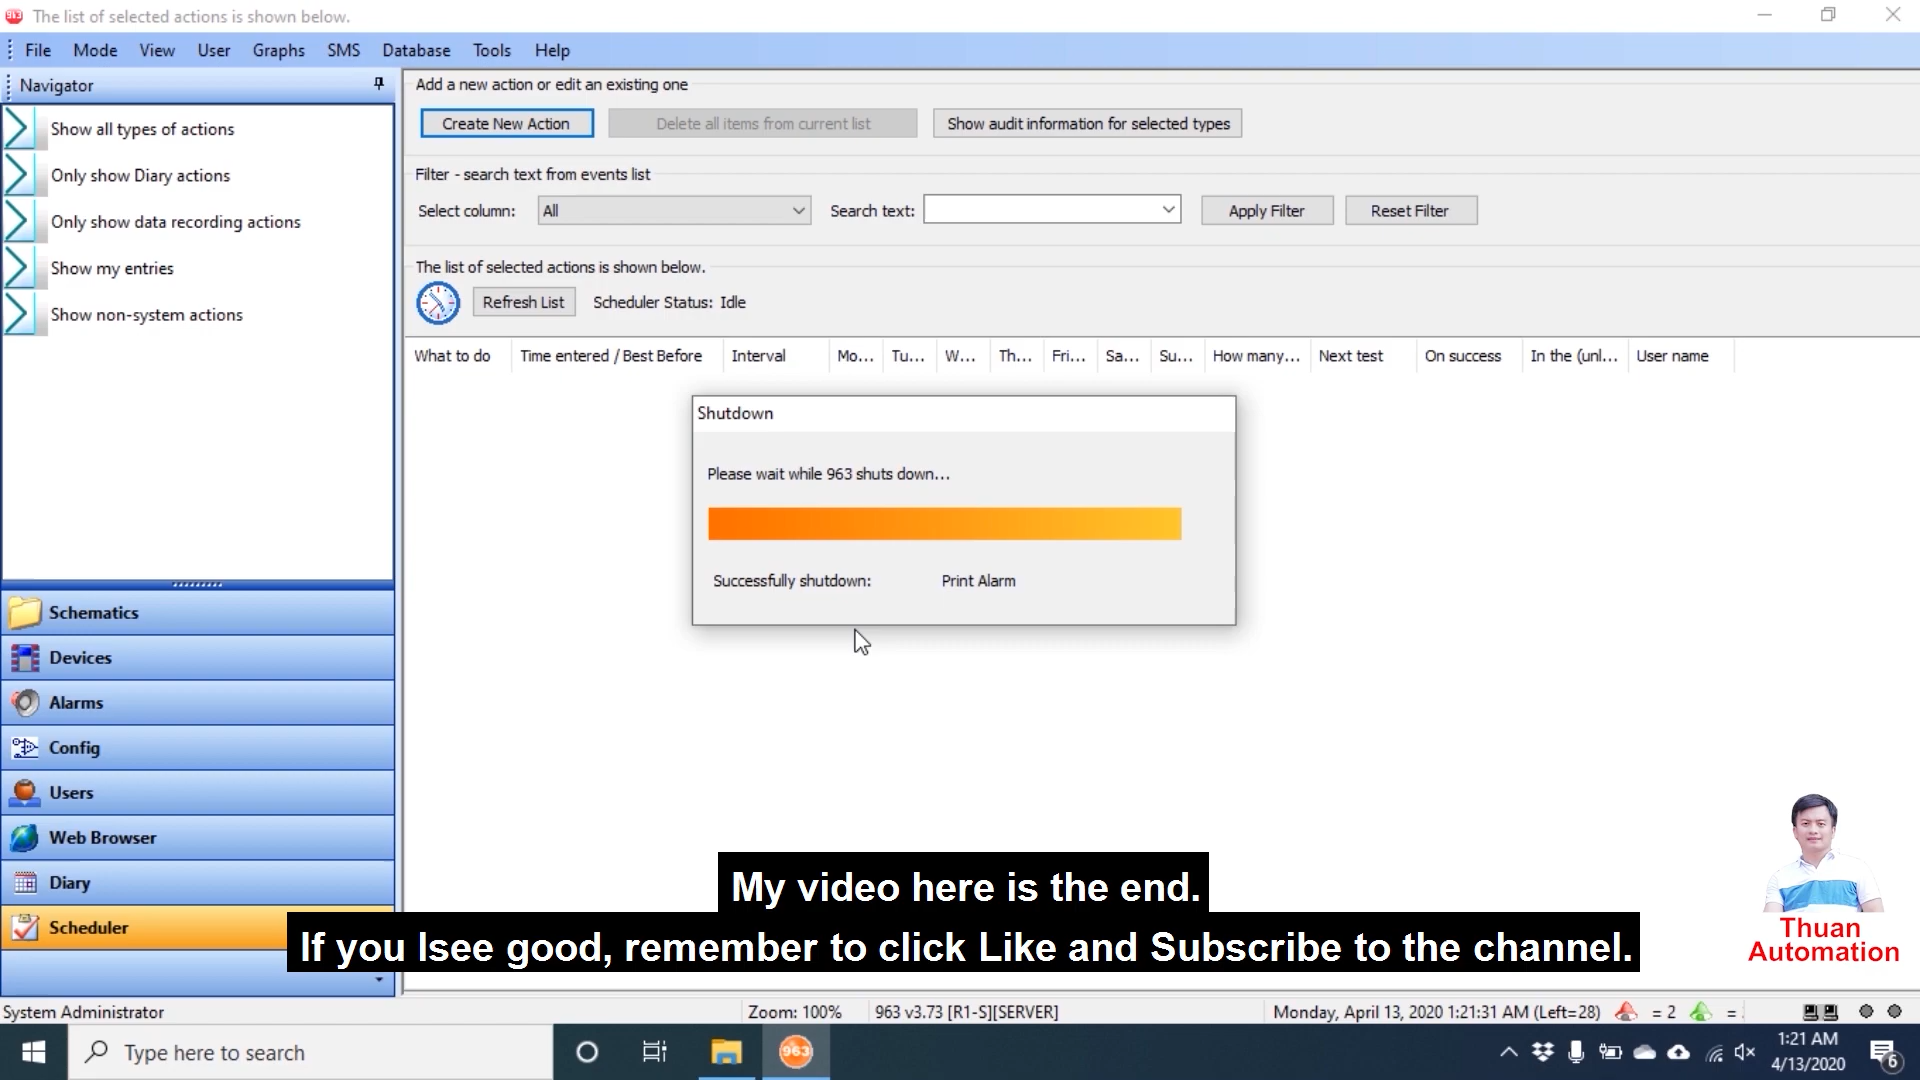 The list of selected actions is shown below.
File Mode View User Graphs SMS Database Tools Help
Navigator
Show all types of actions
Only show Diary actions
Only show data recording actions
Show my entries
Show non-system actions
Add a new action or edit an existing one
Create New Action Delete all items from current list Show audit information for selected types
Filter - search text from events list
Select column: All Search text: Apply Filter Reset Filter
The list of selected actions is shown below.
Refresh List Scheduler Status: Idle
What to do Time entered / Best Before Interval Mo... Tu... W... Th... Fri... Sa... Su... How many... Next test On success In the (unl... User name
Shutdown
Please wait while 963 shuts down...
Successfully shutdown: Print Alarm
Schematics
Devices
Alarms
Config
Users
Web Browser
Diary
Scheduler
My video here is the end.
If you Isee good, remember to click Like and Subscribe to the channel.
Thuan
Automation
System Administrator Zoom: 100% 963 v3.73 [R1-S][SERVER] Monday, April 13, 2020 1:21:31 AM (Left=28) = 2 =
Type here to search
963
1:21 AM
4/13/2020
6